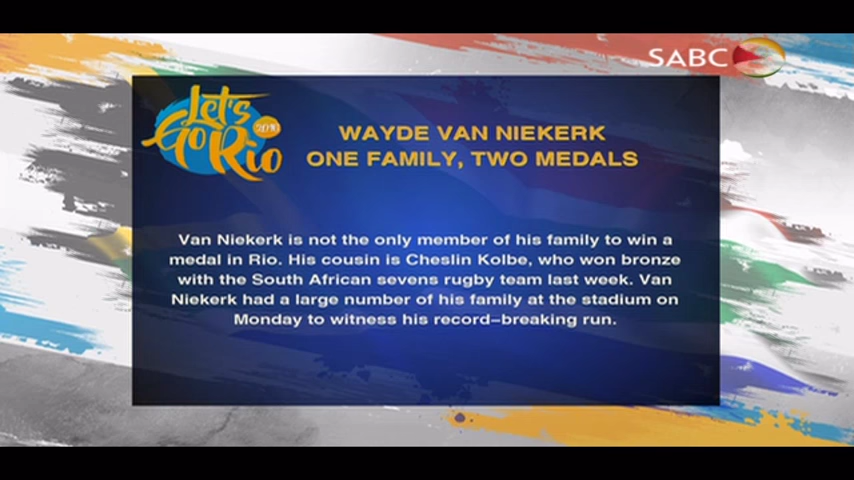 SABC
Let's
Go Rio
2016
WAYDE VAN NIEKERK
ONE FAMILY, TWO MEDALS
Van Niekerk is not the only member of his family to win a
medal in Rio. His cousin is Cheslin Kolbe, who won bronze
with the South African sevens rugby team last week. Van
Niekerk had a large number of his family at the stadium on
Monday to witness his record–breaking run.